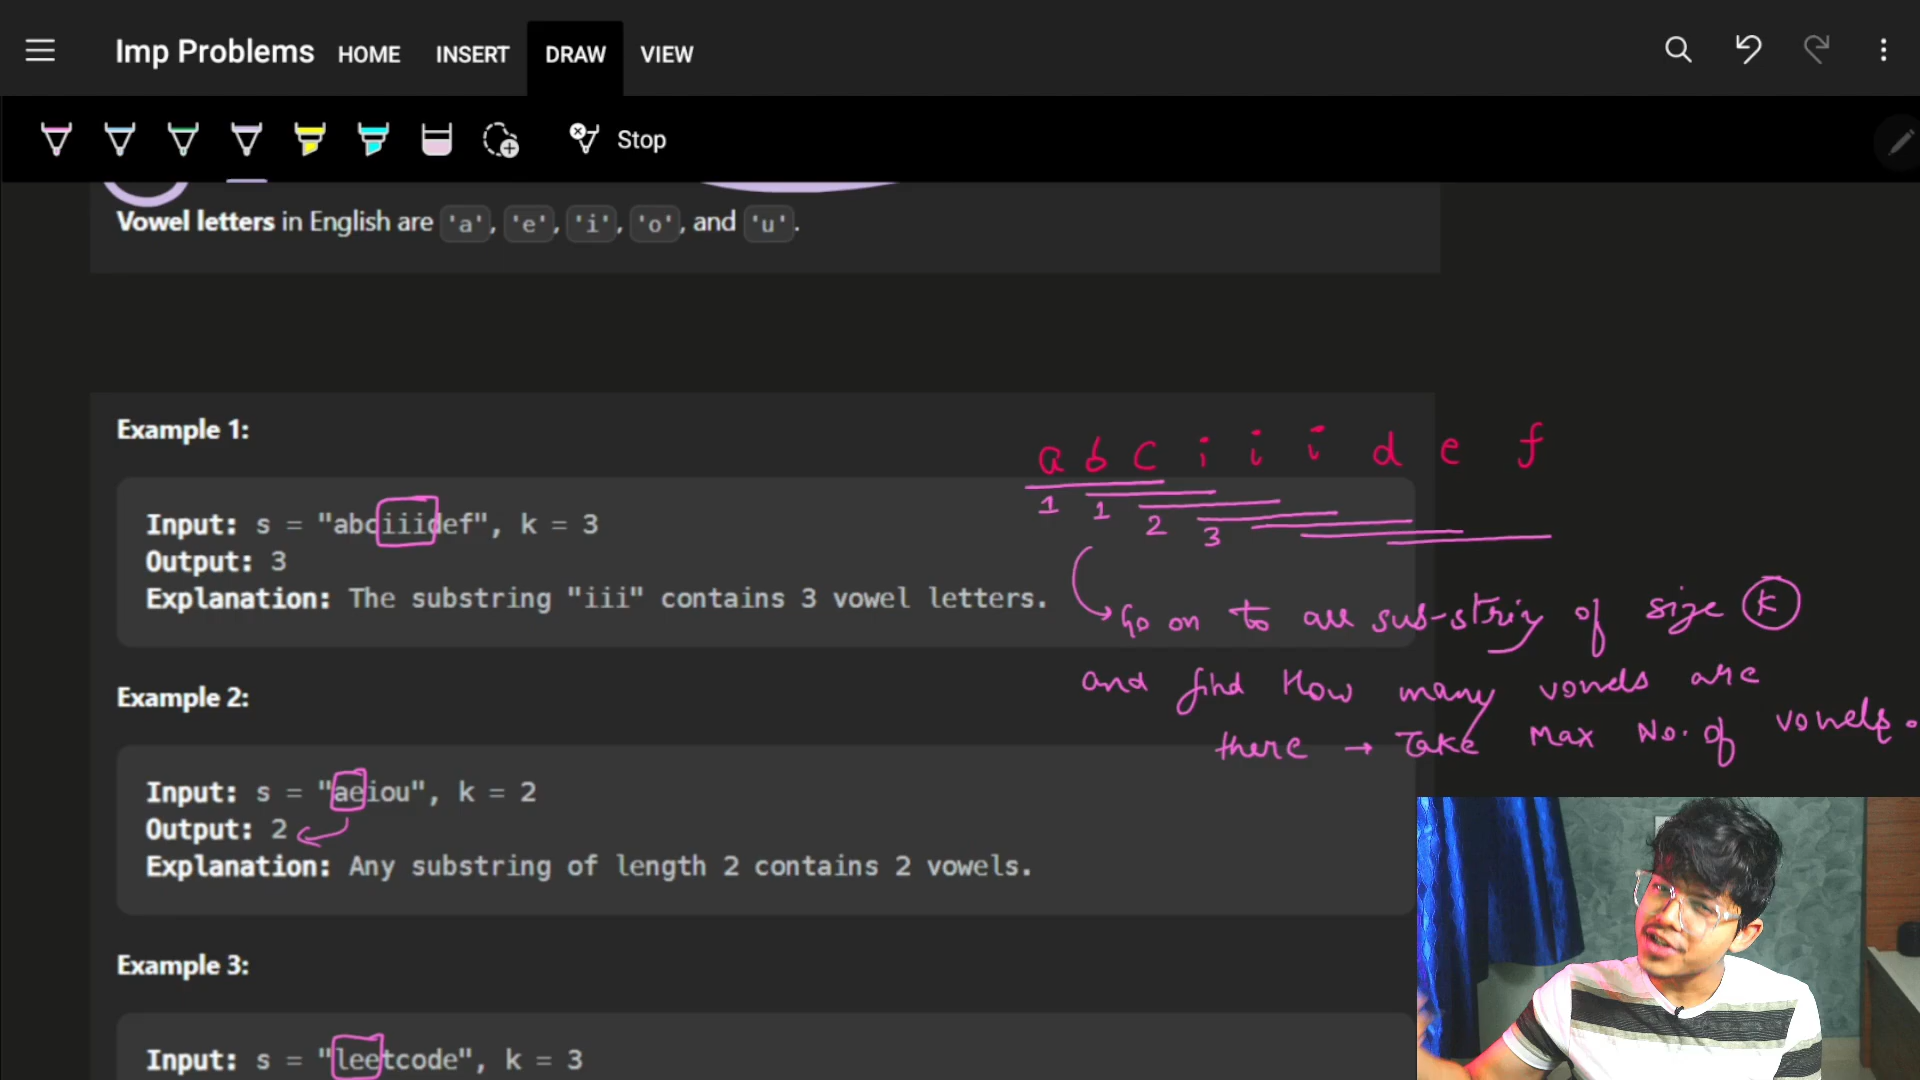 Imp Problems HOME INSERT DRAW VIEW
Stop
Vowel letters in English are 'a', 'e', 'i', 'o', and 'u'.
Example 1:
Input: s = "abciiidef", k = 3
Output: 3
Explanation: The substring "iii" contains 3 vowel letters.
a b c i i i d e f
1 1 2 3
Go on to all sub-string of size K
and find How many vowels are
there → Take Max No. of vowels.
Example 2:
Input: s = "aeiou", k = 2
Output: 2
Explanation: Any substring of length 2 contains 2 vowels.
Example 3:
Input: s = "leetcode", k = 3